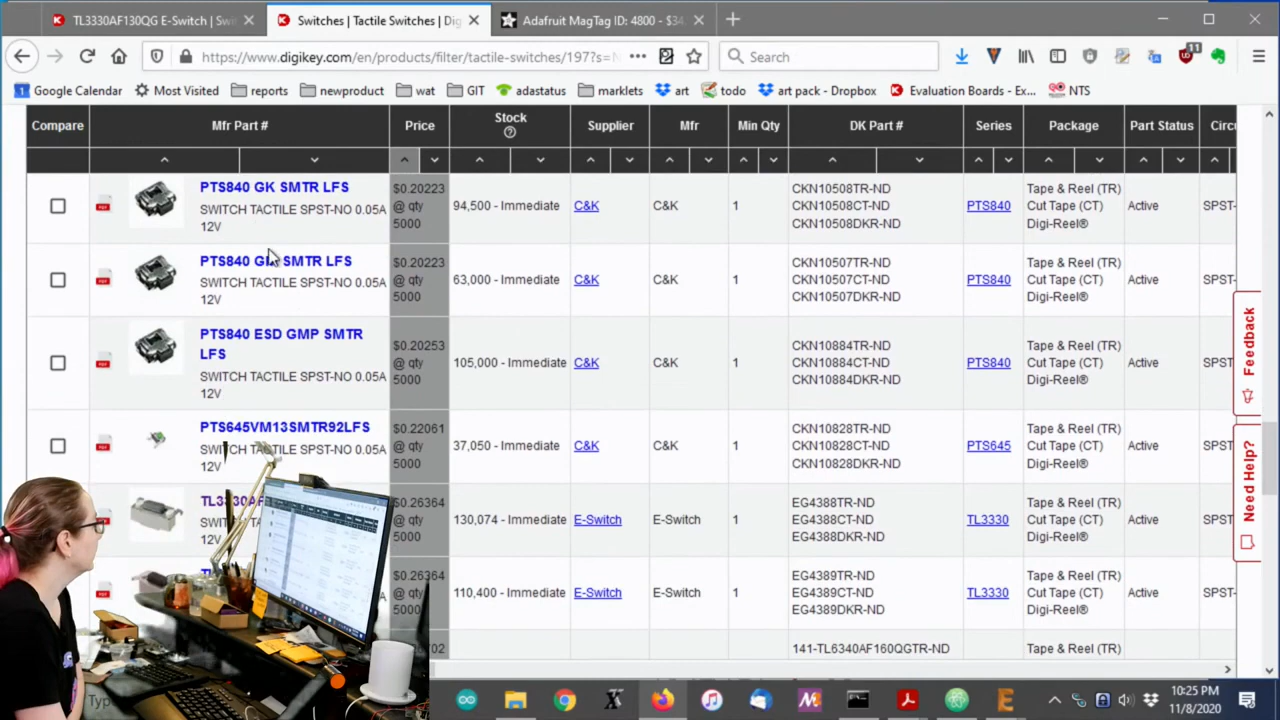 TL3330AF130QG E-Switch | Swi
Switches | Tactile Switches | Dig
Adafruit MagTag ID: 4800 - $34.
https://www.digikey.com/en/products/filter/tactile-switches/197?s=
Search
11
Google Calendar
Most Visited
reports
newproduct
wat
GIT
adastatus
marklets
art
todo
art pack - Dropbox
Evaluation Boards - Ex...
NTS
Compare Mfr Part # Price Stock Supplier Mfr Min Qty DK Part # Series Package Part Status Circu
PTS840 GK SMTR LFS
SWITCH TACTILE SPST-NO 0.05A
12V
$0.20223
@ qty
5000
94,500 - Immediate
C&K
C&K
1
CKN10508TR-ND
CKN10508CT-ND
CKN10508DKR-ND
PTS840
Tape & Reel (TR)
Cut Tape (CT)
Digi-Reel®
Active
SPST-
SMTR LFS
PTS840
SWITCH TACTILE SPST-NO 0.05A
12V
$0.20223
@ qty
5000
63,000 - Immediate
C&K
C&K
1
CKN10507TR-ND
CKN10507CT-ND
CKN10507DKR-ND
PTS840
Tape & Reel (TR)
Cut Tape (CT)
Digi-Reel®
Active
SPST-
PTS840 ESD GMP SMTR
LFS
SWITCH TACTILE SPST-NO 0.05A
12V
$0.20253
@ qty
5000
105,000 - Immediate
C&K
C&K
1
CKN10884TR-ND
CKN10884CT-ND
CKN10884DKR-ND
PTS840
Tape & Reel (TR)
Cut Tape (CT)
Digi-Reel®
Active
SPST-
PTS645VM13SMTR92LFS
SWITCH TACTILE SPST-NO 0.05A
12V
$0.22061
@ qty
5000
37,050 - Immediate
C&K
C&K
1
CKN10828TR-ND
CKN10828CT-ND
CKN10828DKR-ND
PTS645
Tape & Reel (TR)
Cut Tape (CT)
Digi-Reel®
Active
SPST-
$0.26364
@ qty
5000
130,074 - Immediate
E-Switch
E-Switch
1
EG4388TR-ND
EG4388CT-ND
EG4388DKR-ND
TL3330
Tape & Reel (TR)
Cut Tape (CT)
Digi-Reel®
Active
SPST-
$0.26364
@ qty
5000
110,400 - Immediate
E-Switch
E-Switch
1
EG4389TR-ND
EG4389CT-ND
EG4389DKR-ND
TL3330
Tape & Reel (TR)
Cut Tape (CT)
Digi-Reel®
Active
SPST-
141-TL6340AF160QGTR-ND
Tape & Reel (TR)
Feedback
Need Help?
Type
10:25 PM
11/8/2020